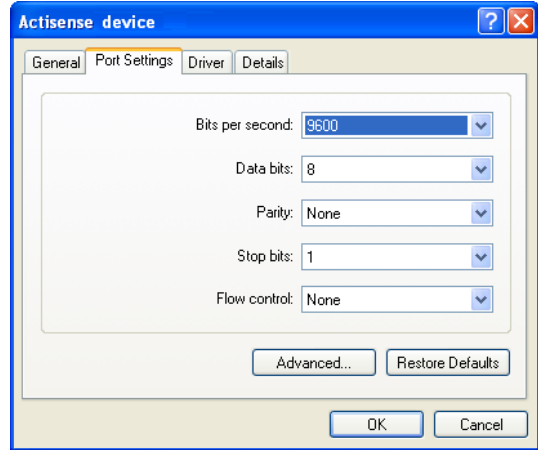 Actisense device
General Port Settings Driver Details
Bits per second: 9600
Data bits: 8
Parity: None
Stop bits: 1
Flow control: None
Advanced... Restore Defaults
OK Cancel